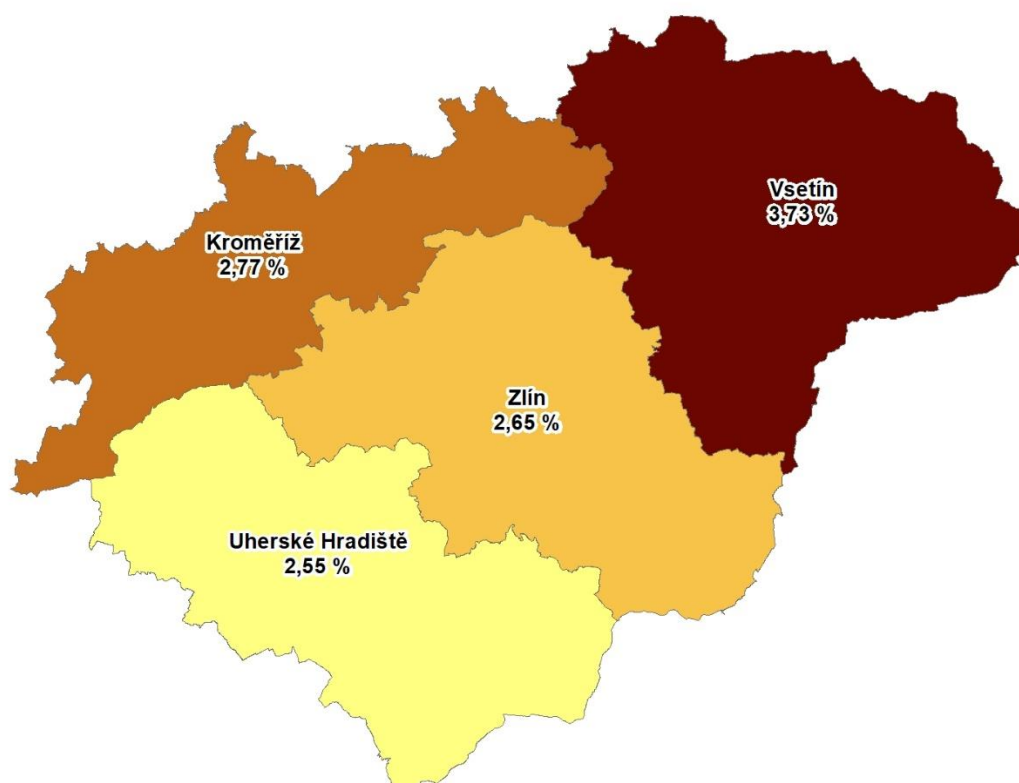 Vsetín
3,73 %
Kroměříž
2,77 %
Zlín
2,65 %
Uherské Hradiště
2,55 %